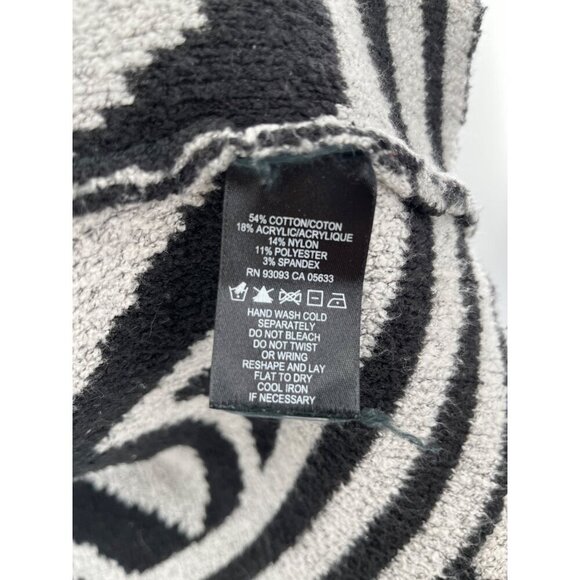 54% COTTON/COTON
18% ACRYLIC/ACRYLIQUE
14% NYLON
11% POLYESTER
3% SPANDEX
RN 93093 CA 05633
HAND WASH COLD
SEPARATELY
DO NOT BLEACH
DO NOT TWIST
OR WRING
RESHAPE AND LAY
FLAT TO DRY
COOL IRON
IF NECESSARY